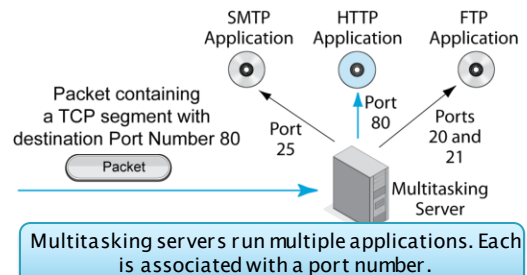 SMTP
Application
HTTP
Application
FTP
Application
Packet containing
a TCP segment with
destination Port Number 80
Packet
Port
25
Port
80
Ports
20 and
21
Multitasking
Server
Multitasking servers run multiple applications. Each
is associated with a port number.